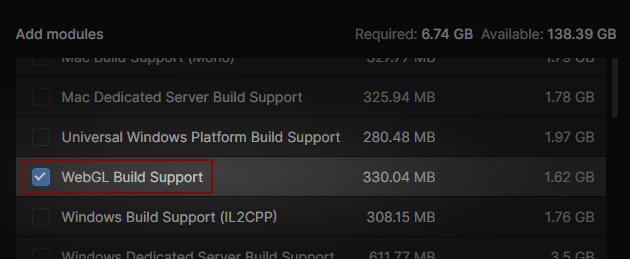 Add modules Required: 6.74 GB Available: 138.39 GB
Mac Build Support (Mono) 327.77 MB 1.79 GB
Mac Dedicated Server Build Support 325.94 MB 1.78 GB
Universal Windows Platform Build Support 280.48 MB 1.97 GB
WebGL Build Support 330.04 MB 1.62 GB
Windows Build Support (IL2CPP) 308.15 MB 1.76 GB
Windows Dedicated Server Build Support 611.77 MB 3.5 GB